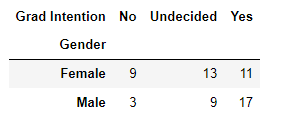 Grad Intention No Undecided Yes
Gender
Female 9 13 11
Male 3 9 17